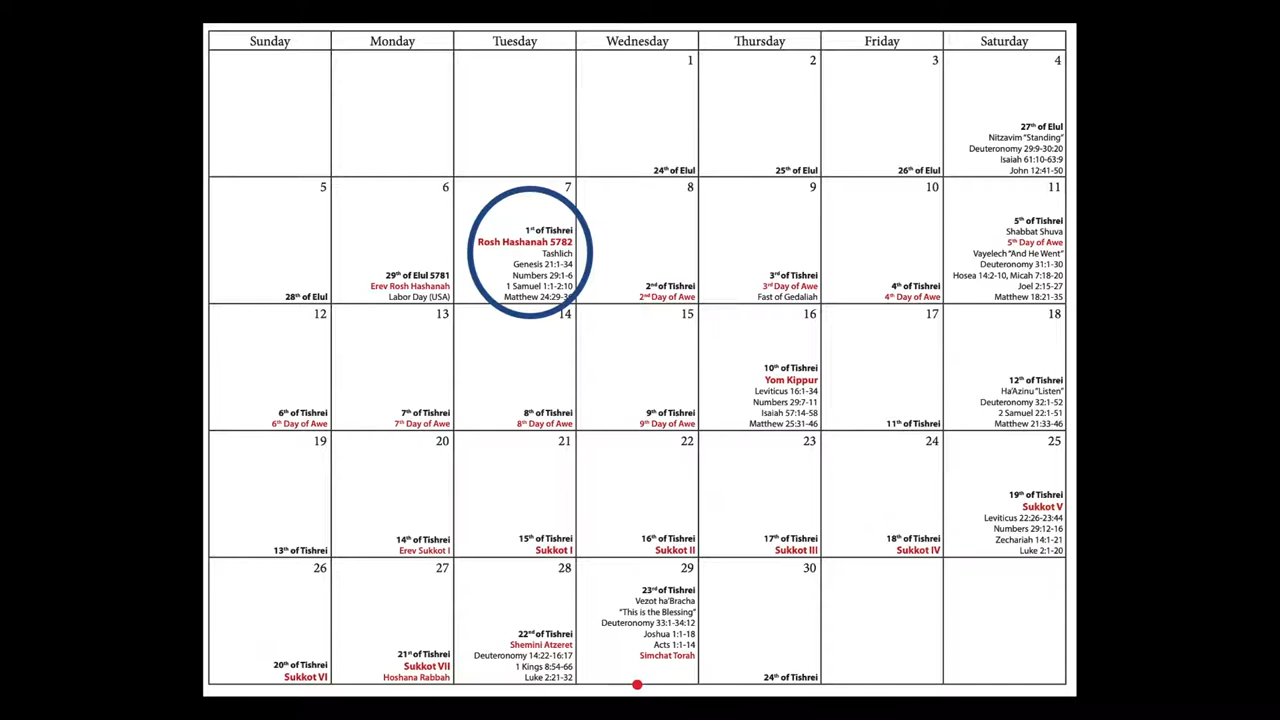 Sunday Monday Tuesday Wednesday Thursday Friday Saturday
1
24th of Elul
2
25th of Elul
3
26th of Elul
4
27th of Elul
Nitzavim "Standing"
Deuteronomy 29:9-30:20
Isaiah 61:10-63:9
John 12:41-50
5
28th of Elul
6
29th of Elul 5781
Erev Rosh Hashanah
Labor Day (USA)
7
1st of Tishrei
Rosh Hashanah 5782
Tashlich
Genesis 21:1-34
Numbers 29:1-6
1 Samuel 1:1-2:10
Matthew 24:29-
8
2nd of Tishrei
2nd Day of Awe
9
3rd of Tishrei
3rd Day of Awe
Fast of Gedaliah
10
4th of Tishrei
4th Day of Awe
11
5th of Tishrei
Shabbat Shuva
5th Day of Awe
Vayelech "And He Went"
Deuteronomy 31:1-30
Hosea 14:2-10, Micah 7:18-20
Joel 2:15-27
Matthew 18:21-35
12
6th of Tishrei
6th Day of Awe
13
7th of Tishrei
7th Day of Awe
14
8th of Tishrei
8th Day of Awe
15
9th of Tishrei
9th Day of Awe
16
10th of Tishrei
Yom Kippur
Leviticus 16:1-34
Numbers 29:7-11
Isaiah 57:14-58
Matthew 25:31-46
17
11th of Tishrei
18
12th of Tishrei
Ha'Azinu "Listen"
Deuteronomy 32:1-52
2 Samuel 22:1-51
Matthew 21:33-46
19
13th of Tishrei
20
14th of Tishrei
Erev Sukkot I
21
15th of Tishrei
Sukkot I
22
16th of Tishrei
Sukkot II
23
17th of Tishrei
Sukkot III
24
18th of Tishrei
Sukkot IV
25
19th of Tishrei
Sukkot V
Leviticus 22:26-23:44
Numbers 29:12-16
Zechariah 14:1-21
Luke 2:1-20
26
20th of Tishrei
Sukkot VI
27
21st of Tishrei
Sukkot VII
Hoshana Rabbah
28
22nd of Tishrei
Shemini Atzeret
Deuteronomy 14:22-16:17
1 Kings 8:54-66
Luke 2:21-32
29
23rd of Tishrei
Vezot ha'Bracha
"This is the Blessing"
Deuteronomy 33:1-34:12
Joshua 1:1-18
Acts 1:1-14
Simchat Torah
30
24th of Tishrei